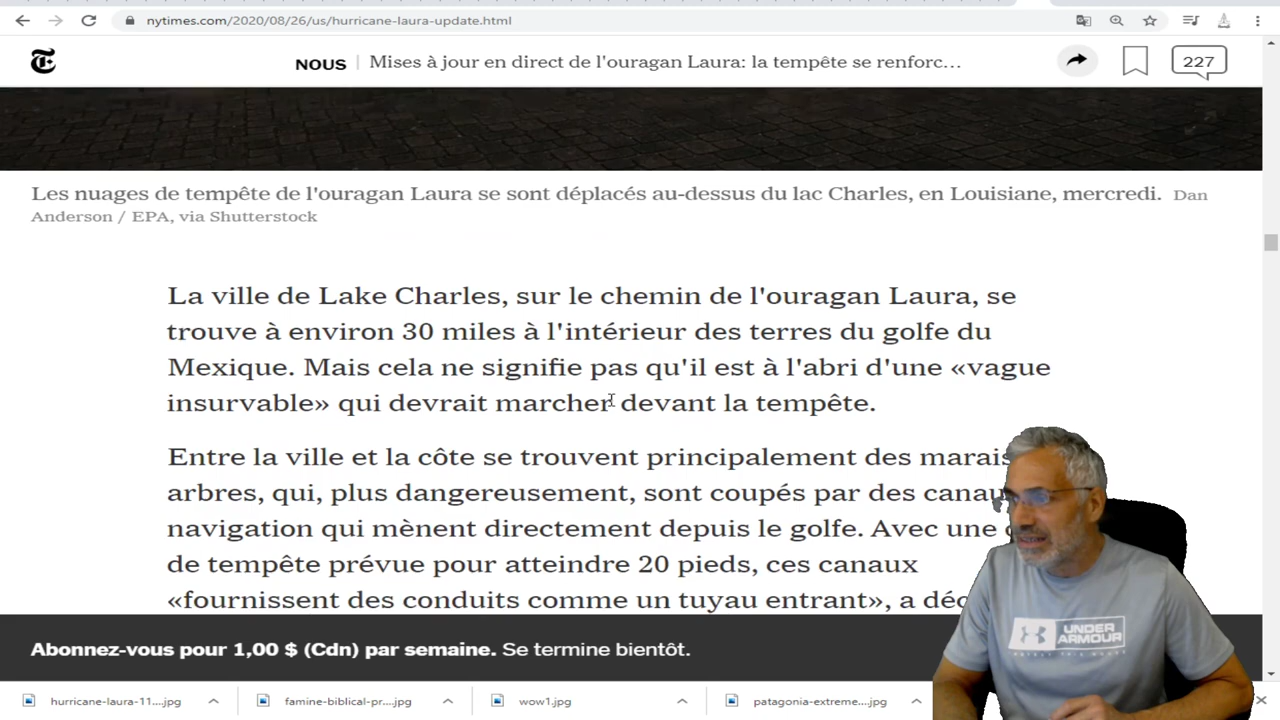 nytimes.com/2020/08/26/us/hurricane-laura-update.html
NOUS | Mises à jour en direct de l'ouragan Laura: la tempête se renforc…
227
Les nuages de tempête de l'ouragan Laura se sont déplacés au-dessus du lac Charles, en Louisiane, mercredi. Dan
Anderson / EPA, via Shutterstock
La ville de Lake Charles, sur le chemin de l'ouragan Laura, se
trouve à environ 30 miles à l'intérieur des terres du golfe du
Mexique. Mais cela ne signifie pas qu'il est à l'abri d'une «vague
insurvable» qui devrait marcher devant la tempête.
Entre la ville et la côte se trouvent principalement des marais
arbres, qui, plus dangereusement, sont coupés par des
navigation qui mènent directement depuis le golfe. Avec une
de tempête prévue pour atteindre 20 pieds, ces canaux
«fournissent des conduits comme un tuyau entrant», a
UNDER
ARMOUR
Abonnez-vous pour 1,00 $ (Cdn) par semaine. Se termine bientôt.
hurricane-laura-11....jpg
famine-biblical-pr....jpg
wow1.jpg
patagonia-extreme....jpg